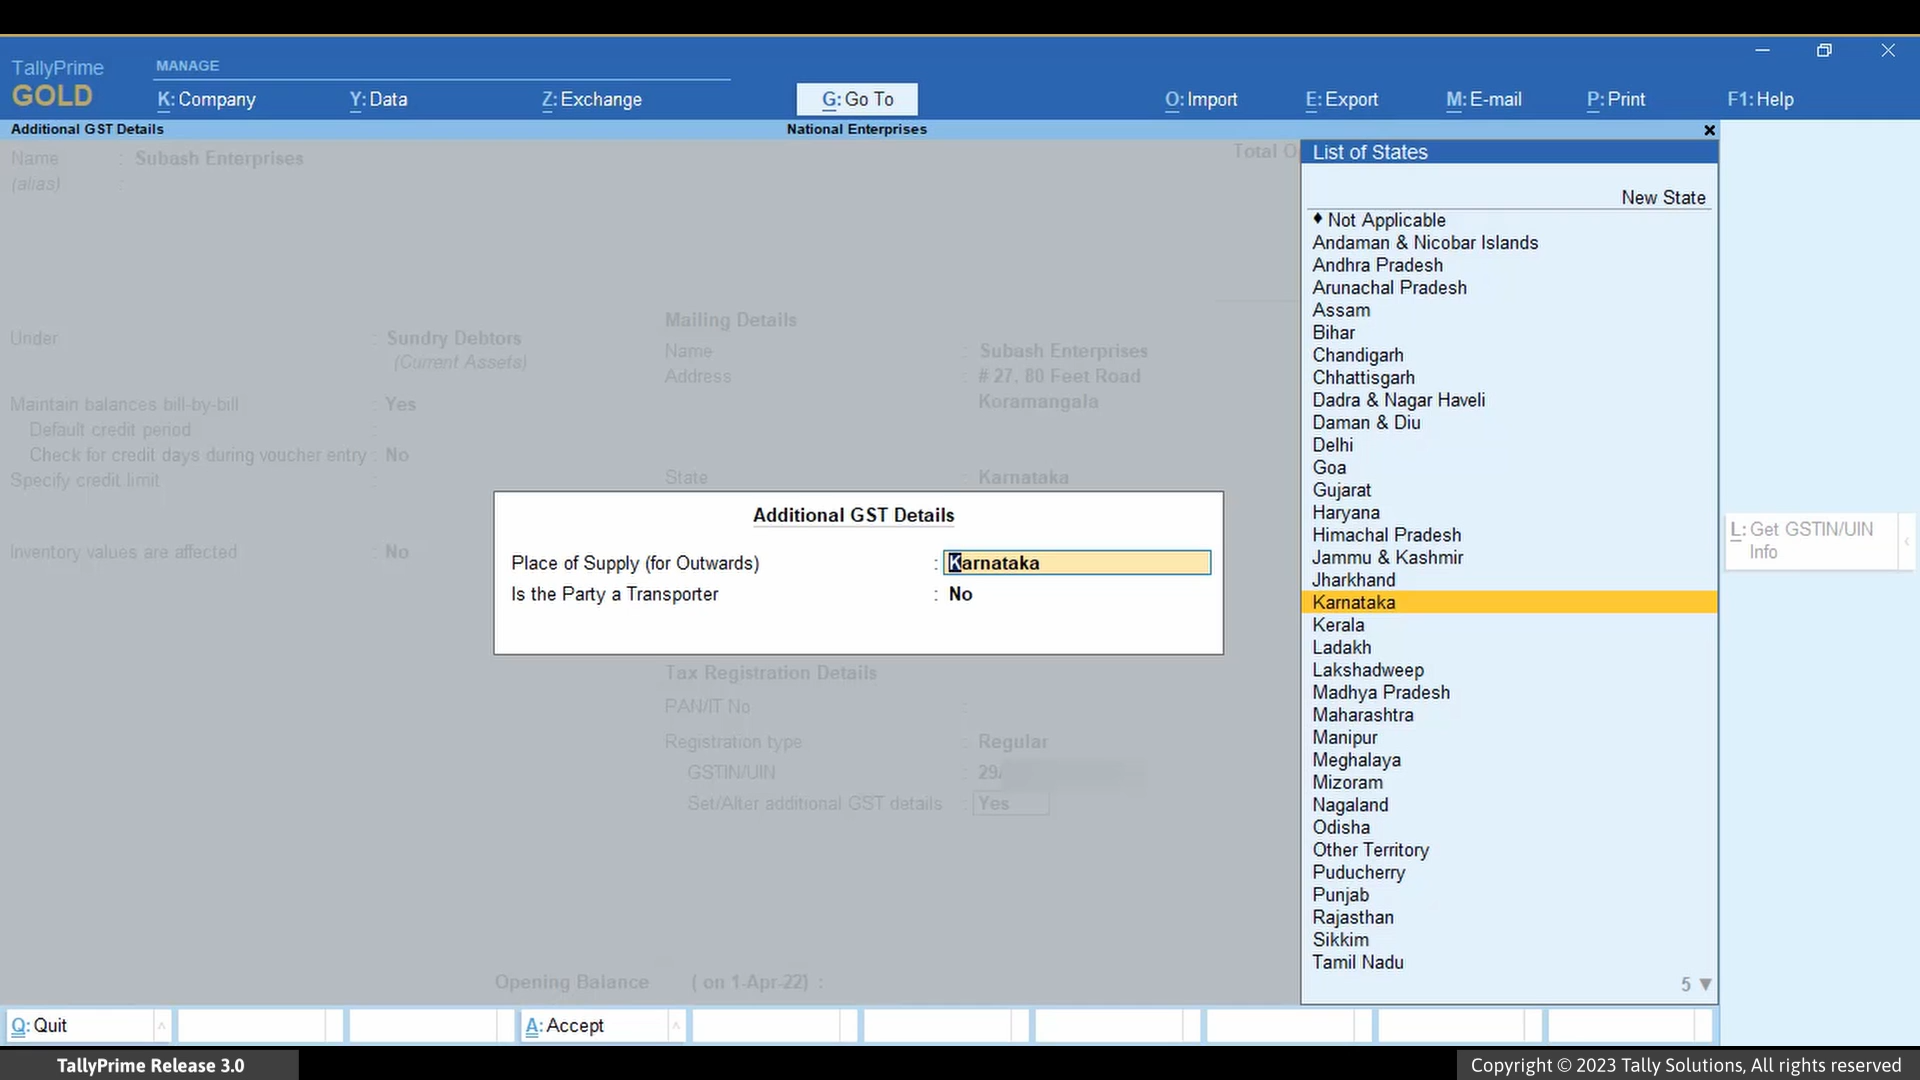 TallyPrime
GOLD
MANAGE
K: Company
Y: Data
Z: Exchange
G: Go To
O: Import
E: Export
M: E-mail
P: Print
F1: Help
Additional GST Details
National Enterprises
Name : Subash Enterprises
(alias) :
Total O
Under : Sundry Debtors
(Current Assets)
Maintain balances bill-by-bill : Yes
Default credit period :
Check for credit days during voucher entry : No
Specify credit limit :
Inventory values are affected : No
Mailing Details
Name : Subash Enterprises
Address : # 27, 80 Feet Road
Koramangala
State : Karnataka
Additional GST Details
Place of Supply (for Outwards) : Karnataka
Is the Party a Transporter : No
Tax Registration Details
PAN/IT No :
Registration type : Regular
GSTIN/UIN : 29
Set/Alter additional GST details : Yes
Opening Balance ( on 1-Apr-22) :
List of States
New State
♦ Not Applicable
Andaman & Nicobar Islands
Andhra Pradesh
Arunachal Pradesh
Assam
Bihar
Chandigarh
Chhattisgarh
Dadra & Nagar Haveli
Daman & Diu
Delhi
Goa
Gujarat
Haryana
Himachal Pradesh
Jammu & Kashmir
Jharkhand
Karnataka
Kerala
Ladakh
Lakshadweep
Madhya Pradesh
Maharashtra
Manipur
Meghalaya
Mizoram
Nagaland
Odisha
Other Territory
Puducherry
Punjab
Rajasthan
Sikkim
Tamil Nadu
5 ▼
L: Get GSTIN/UIN
Info
Q: Quit
A: Accept
TallyPrime Release 3.0
Copyright © 2023 Tally Solutions, All rights reserved